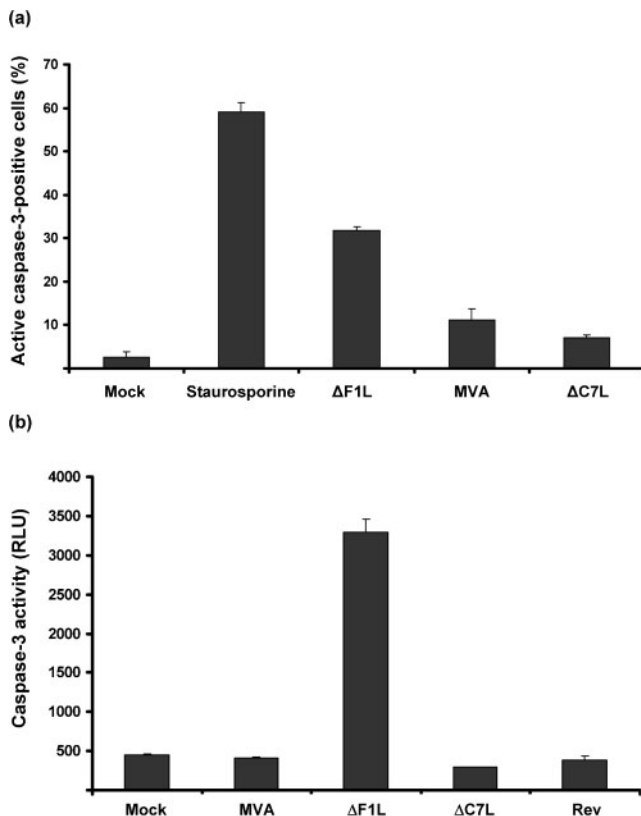 (a)
Active caspase-3-positive cells (%)
70
60
50
40
30
20
10
Mock Staurosporine ΔF1L MVA ΔC7L
(b)
Caspase-3 activity (RLU)
4000
3500
3000
2500
2000
1500
1000
500
Mock MVA ΔF1L ΔC7L Rev